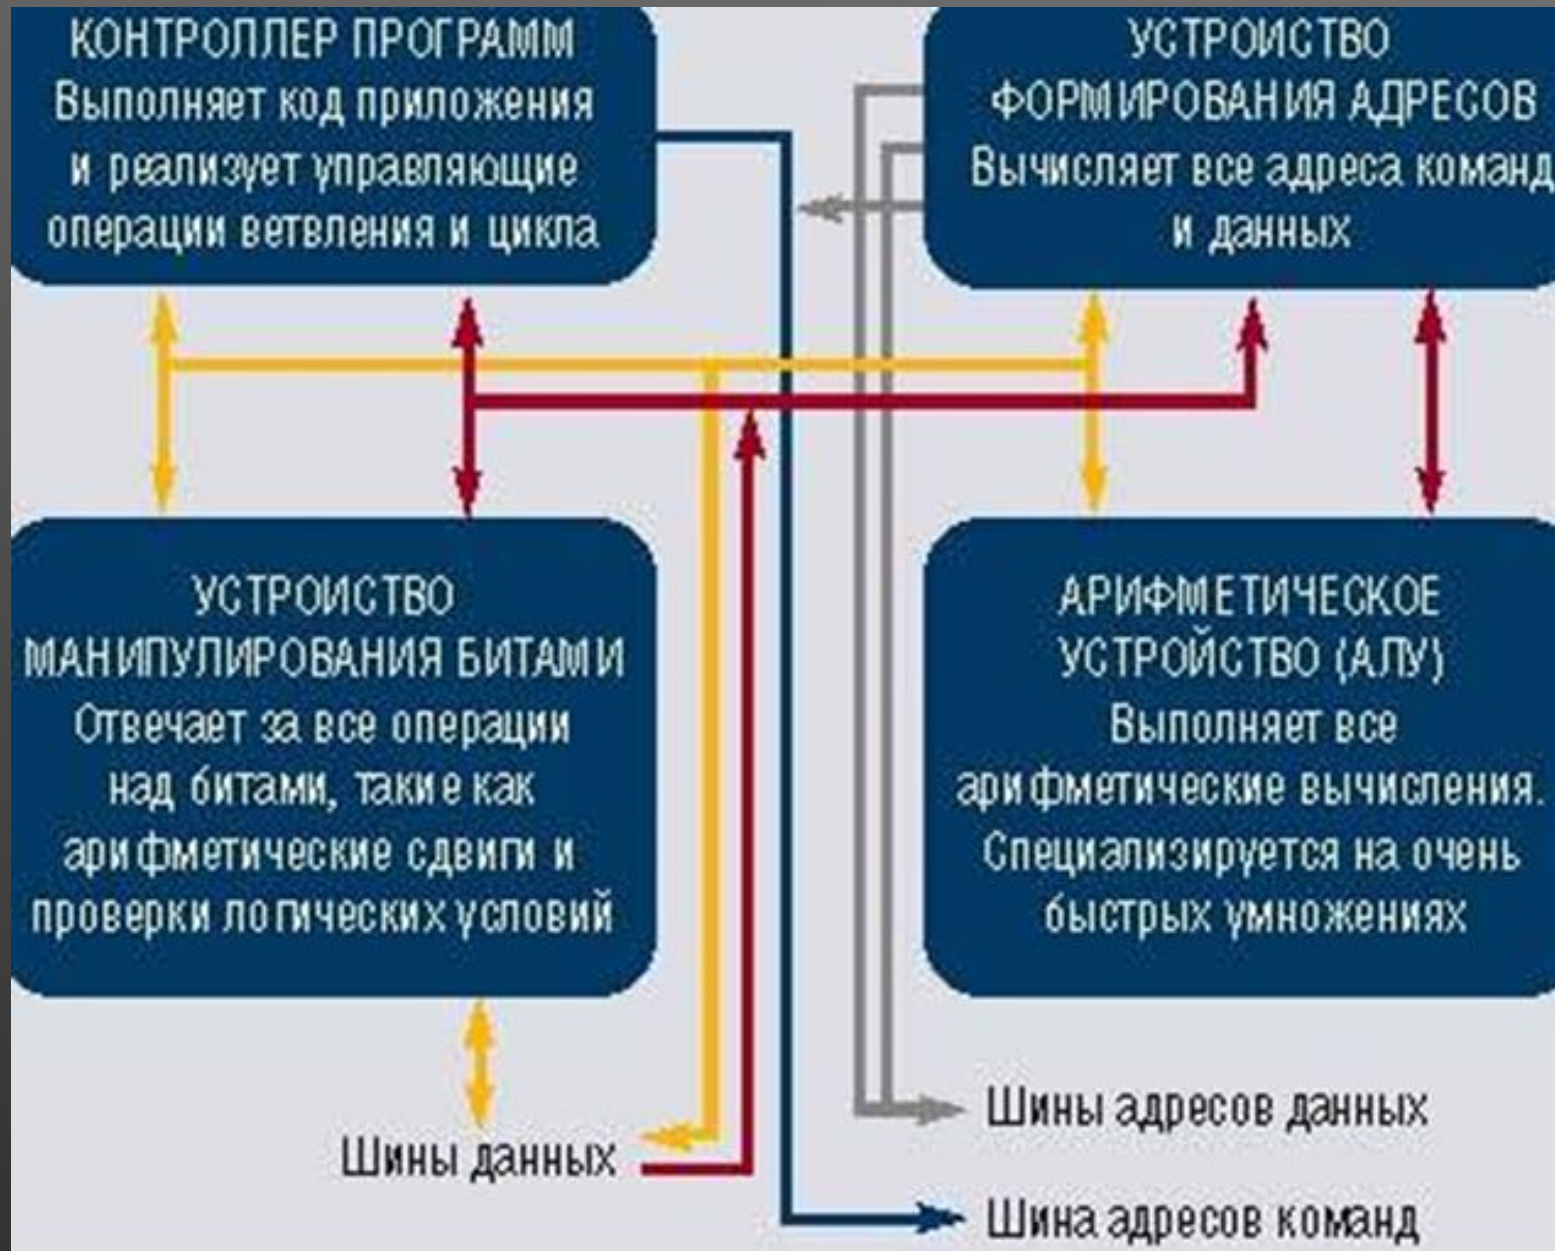 КОНТРОЛЛЕР ПРОГРАММ
Выполняет код приложения
и реализует управляющие
операции ветвления и цикла
УСТРОИСТВО
ФОРМИРОВАНИЯ АДРЕСОВ
Вычисляет все адреса команд
и данных
УСТРОИСТВО
МАНИПУЛИРОВАНИЯ БИТАМИ
Отвечает за все операции
над битами, такие как
арифметические сдвиги и
проверки логических условий
АРИФМЕТИЧЕСКОЕ
УСТРОЙСТВО (АЛУ)
Выполняет все
арифметические вычисления.
Специализируется на очень
быстрых умножениях
Шины адресов данных
Шины данных
Шина адресов команд